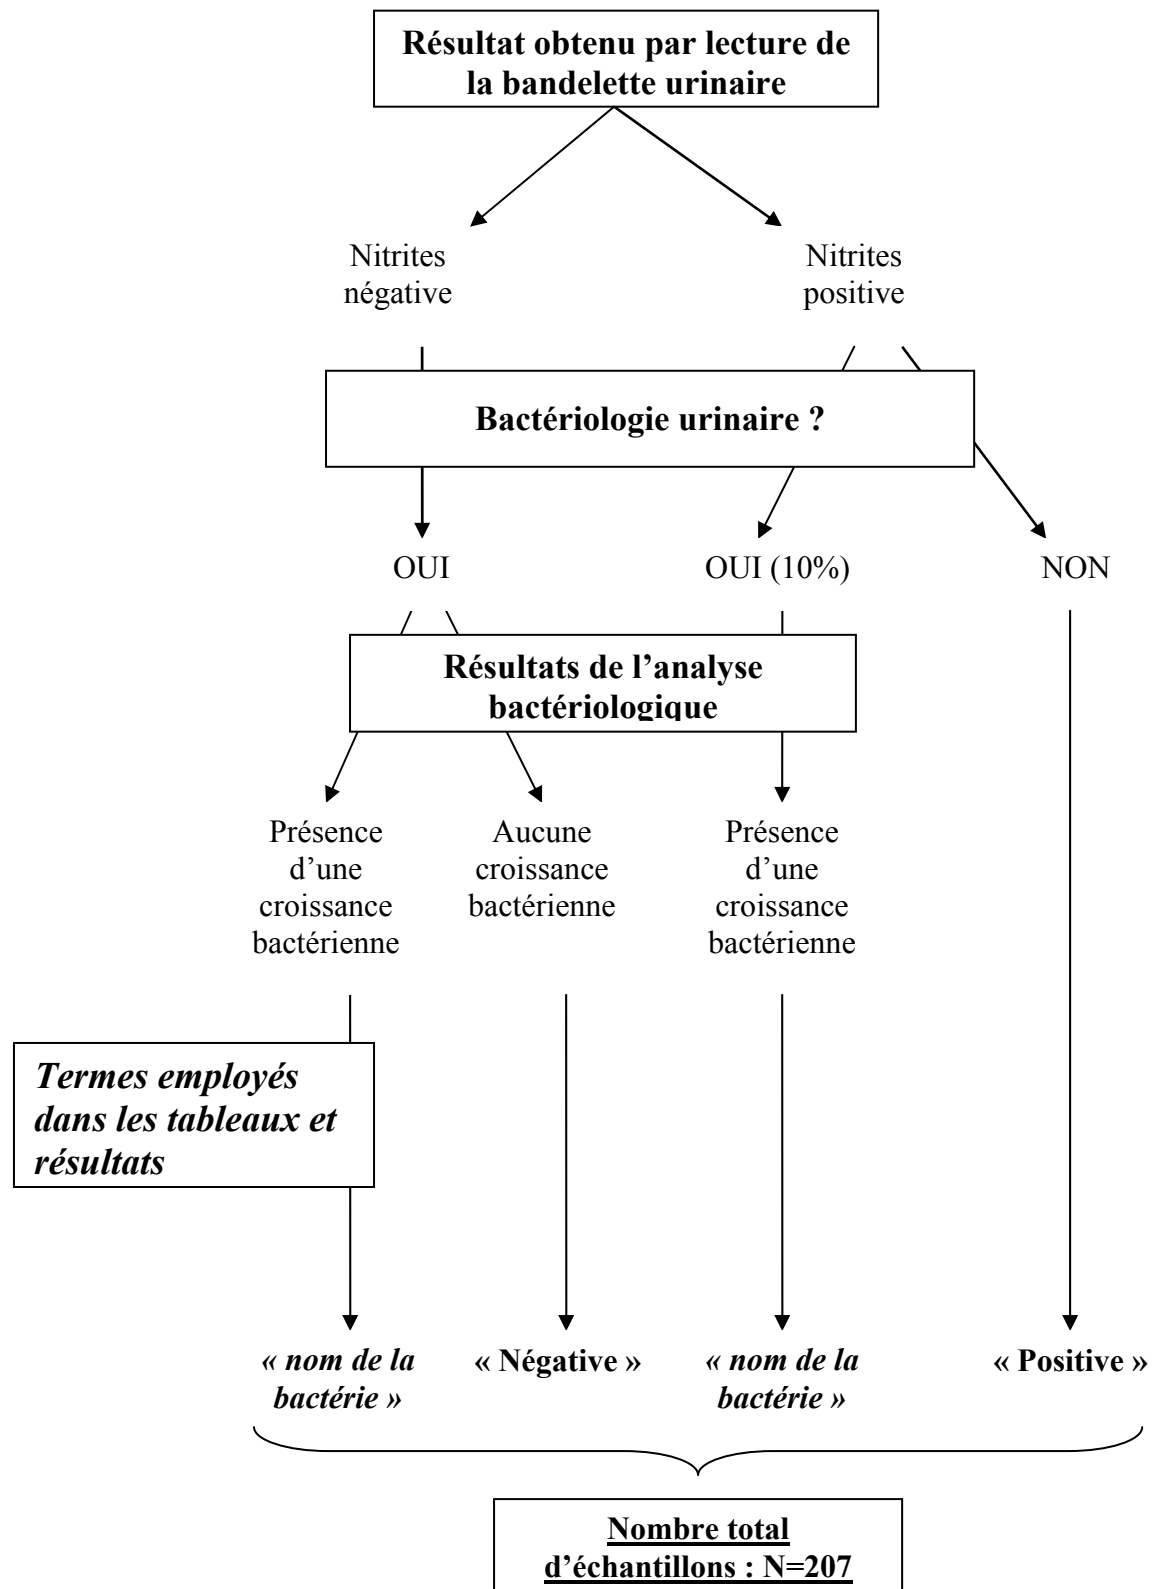 Résultat obtenu par lecture de
la bandelette urinaire
Nitrites
négative
Nitrites
positive
Bactériologie urinaire ?
OUI
OUI (10%)
NON
Résultats de l’analyse
bactériologique
Présence
d’une
croissance
bactérienne
Aucune
croissance
bactérienne
Présence
d’une
croissance
bactérienne
Termes employés
dans les tableaux et
résultats
« nom de la
bactérie »
« Négative »
« nom de la
bactérie »
« Positive »
Nombre total
d’échantillons : N=207